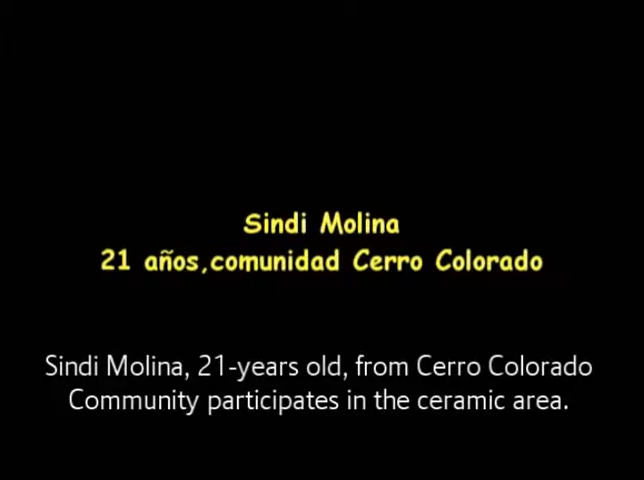 Sindi Molina
21 años,comunidad Cerro Colorado
Sindi Molina, 21-years old, from Cerro Colorado
Community participates in the ceramic area.